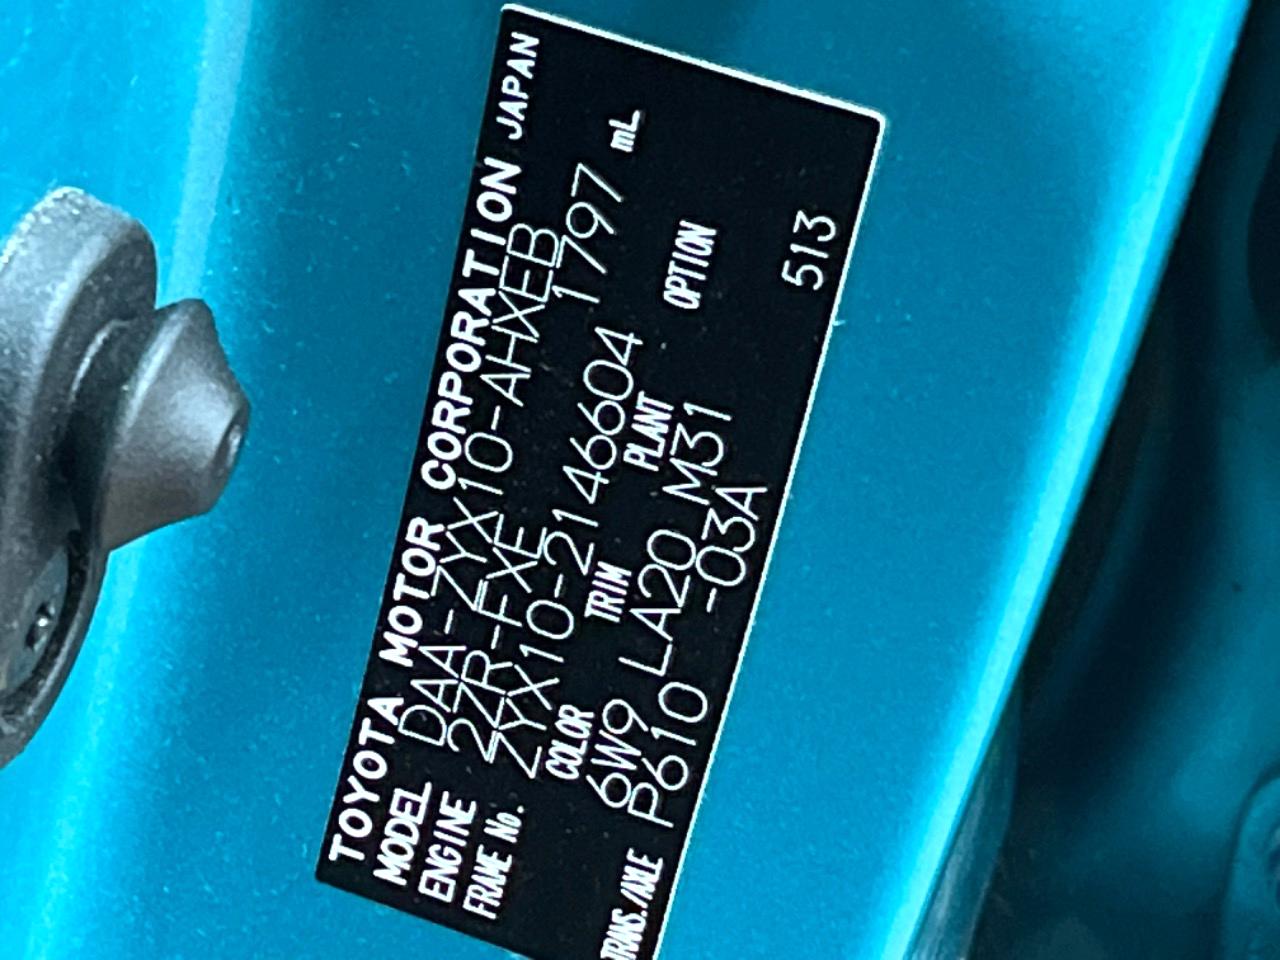 TOYOTA MOTOR CORPORATION JAPAN
MODEL DAA-ZYX10-AHXEB
ENGINE 2ZR-FXE 1797 mL
FRAME No. ZYX10-2146604
COLOR TRIM PLANT OPTION
6W9 LA20 M31
TRANS./AXLE P610 -03A 513